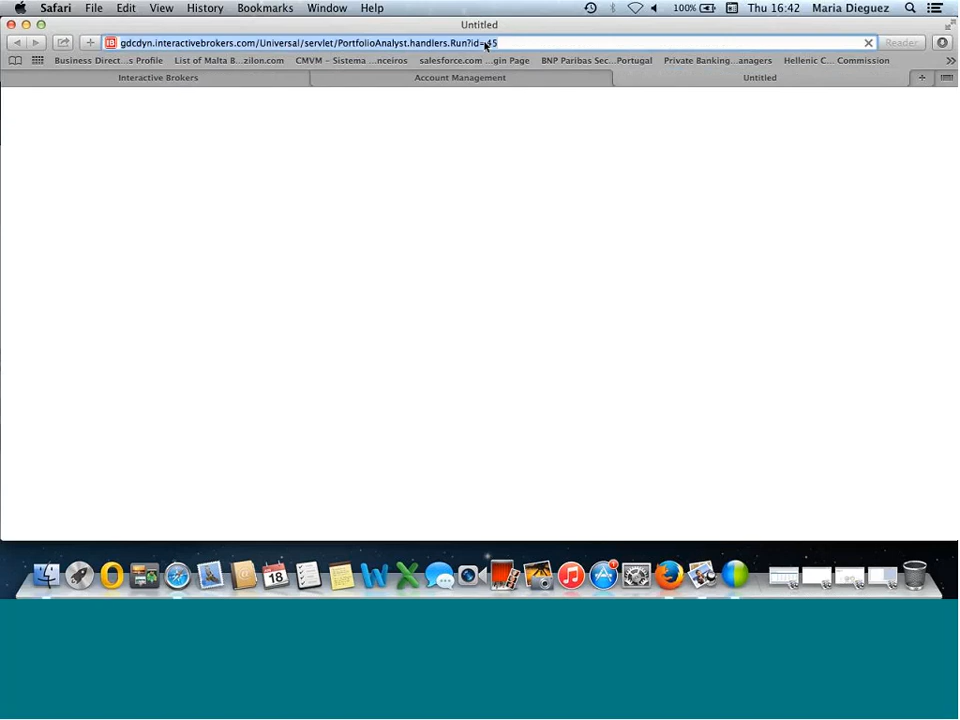 Safari File Edit View History Bookmarks Window Help 100% Thu 16:42 Maria Dieguez
Untitled
gdcdyn.interactivebrokers.com/Universal/servlet/PortfolioAnalyst.handlers.Run?id=45 Reader
Business Direct...s Profile List of Malta B...zilon.com CMVM – Sistema ...nceiros salesforce.com ...gin Page BNP Paribas Sec...Portugal Private Banking...anagers Hellenic C... Commission
Interactive Brokers Account Management Untitled
18